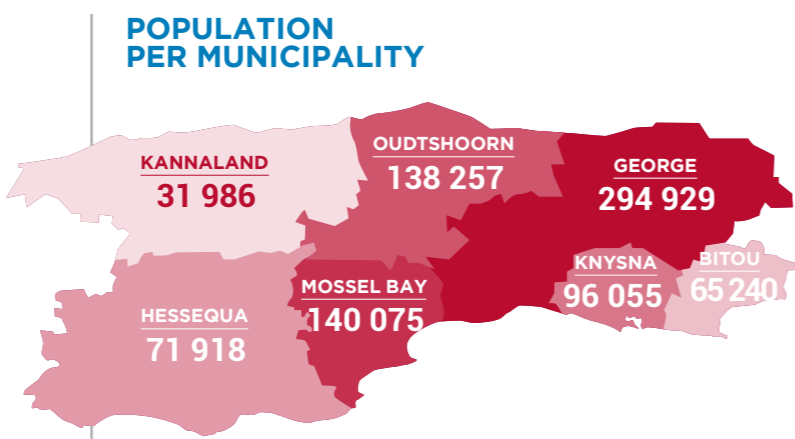 POPULATION
PER MUNICIPALITY
KANNALAND
31 986
OUDTSHOORN
138 257
GEORGE
294 929
HESSEQUA
71 918
MOSSEL BAY
140 075
KNYSNA
96 055
BITOU
65 240